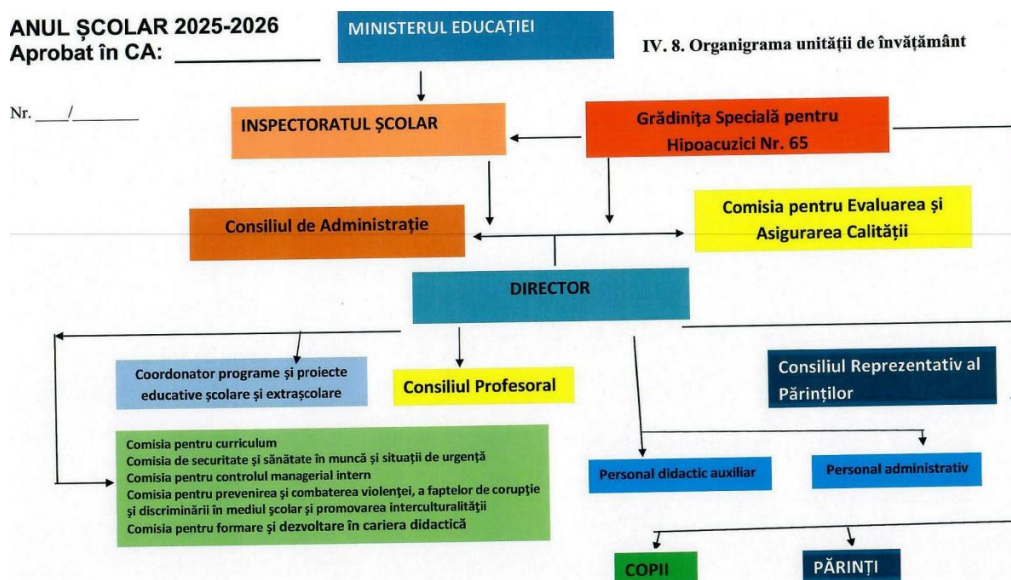 ANUL ȘCOLAR 2025-2026
Aprobat în CA: ____________
MINISTERUL EDUCAȚIEI
IV. 8. Organigrama unității de învățământ
Nr. ____/________
INSPECTORATUL ȘCOLAR
Grădinița Specială pentru
Hipoacuzici Nr. 65
Consiliul de Administrație
Comisia pentru Evaluarea și
Asigurarea Calității
DIRECTOR
Coordonator programe și proiecte
educative școlare și extrașcolare
Consiliul Profesoral
Consiliul Reprezentativ al
Părinților
Comisia pentru curriculum
Comisia de securitate și sănătate în muncă și situații de urgență
Comisia pentru controlul managerial intern
Comisia pentru prevenirea și combaterea violenței, a faptelor de corupție
și discriminării în mediul școlar și promovarea interculturalității
Comisia pentru formare și dezvoltare în cariera didactică
Personal didactic auxiliar
Personal administrativ
COPII
PĂRINȚI